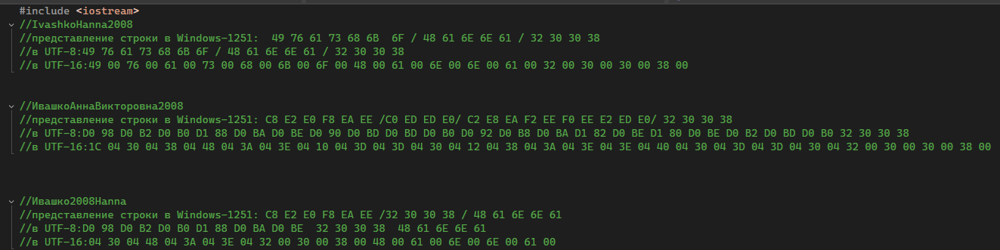 #include <iostream>
//IvashkoHanna2008
//представление строки в Windows-1251:  49 76 61 73 68 6B  6F / 48 61 6E 6E 61 / 32 30 30 38
//в UTF-8:49 76 61 73 68 6B 6F / 48 61 6E 6E 61 / 32 30 30 38
//в UTF-16:49 00 76 00 61 00 73 00 68 00 6B 00 6F 00 48 00 61 00 6E 00 6E 00 61 00 32 00 30 00 30 00 38 00
//ИвашкоАннаВикторовна2008
//представление строки в Windows-1251: C8 E2 E0 F8 EA EE /C0 ED ED E0/ C2 E8 EA F2 EE F0 EE E2 ED E0/ 32 30 30 38
//в UTF-8:D0 98 D0 B2 D0 B0 D1 88 D0 BA D0 BE D0 90 D0 BD D0 BD D0 B0 D0 92 D0 B8 D0 BA D1 82 D0 BE D1 80 D0 BE D0 B2 D0 BD D0 B0 32 30 30 38
//в UTF-16:1C 04 30 04 38 04 48 04 3A 04 3E 04 10 04 3D 04 3D 04 30 04 12 04 38 04 3A 04 3E 04 3E 04 40 04 30 04 3D 04 3D 04 30 04 32 00 30 00 30 00 38 00
//Ивашко2008Hanna
//представление строки в Windows-1251: C8 E2 E0 F8 EA EE /32 30 30 38 / 48 61 6E 6E 61
//в UTF-8:D0 98 D0 B2 D0 B0 D1 88 D0 BA D0 BE  32 30 30 38  48 61 6E 6E 61
//в UTF-16:04 30 04 48 04 3A 04 3E 04 32 00 30 00 38 00 48 00 61 00 6E 00 6E 00 61 00